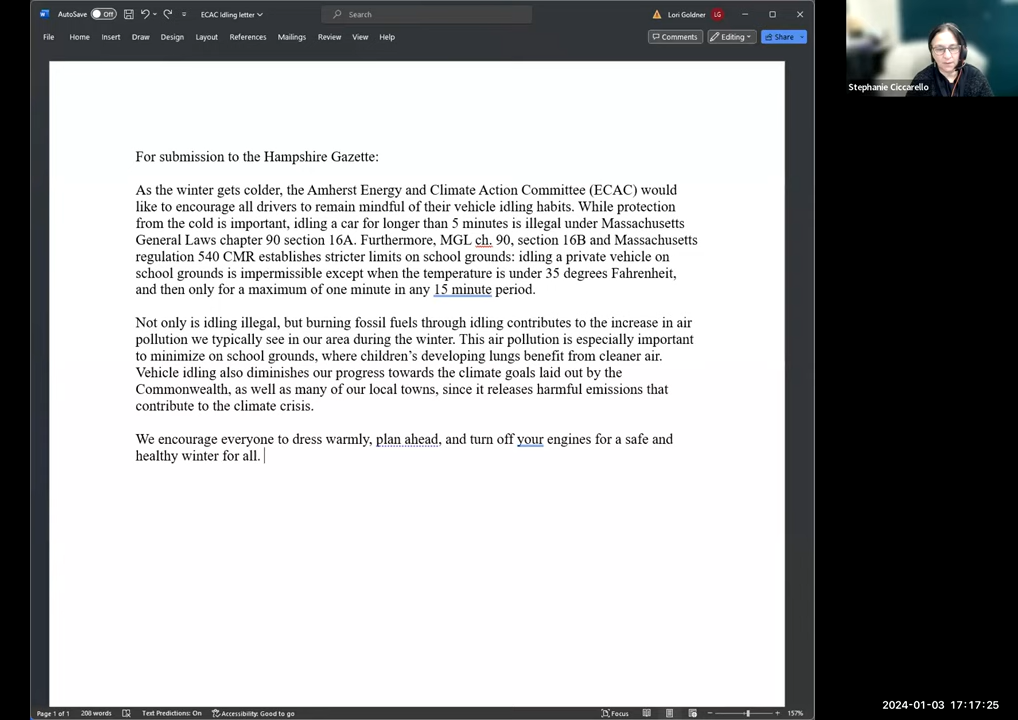 AutoSave Off ECAC Idling letter Search Lori Goldner LG
File Home Insert Draw Design Layout References Mailings Review View Help Comments Editing Share
Stephanie Ciccarello
For submission to the Hampshire Gazette:
As the winter gets colder, the Amherst Energy and Climate Action Committee (ECAC) would
like to encourage all drivers to remain mindful of their vehicle idling habits. While protection
from the cold is important, idling a car for longer than 5 minutes is illegal under Massachusetts
General Laws chapter 90 section 16A. Furthermore, MGL ch. 90, section 16B and Massachusetts
regulation 540 CMR establishes stricter limits on school grounds: idling a private vehicle on
school grounds is impermissible except when the temperature is under 35 degrees Fahrenheit,
and then only for a maximum of one minute in any 15 minute period.
Not only is idling illegal, but burning fossil fuels through idling contributes to the increase in air
pollution we typically see in our area during the winter. This air pollution is especially important
to minimize on school grounds, where children's developing lungs benefit from cleaner air.
Vehicle idling also diminishes our progress towards the climate goals laid out by the
Commonwealth, as well as many of our local towns, since it releases harmful emissions that
contribute to the climate crisis.
We encourage everyone to dress warmly, plan ahead, and turn off your engines for a safe and
healthy winter for all.
Page 1 of 1 208 words Text Predictions: On Accessibility: Good to go Focus 157%
2024-01-03 17:17:25